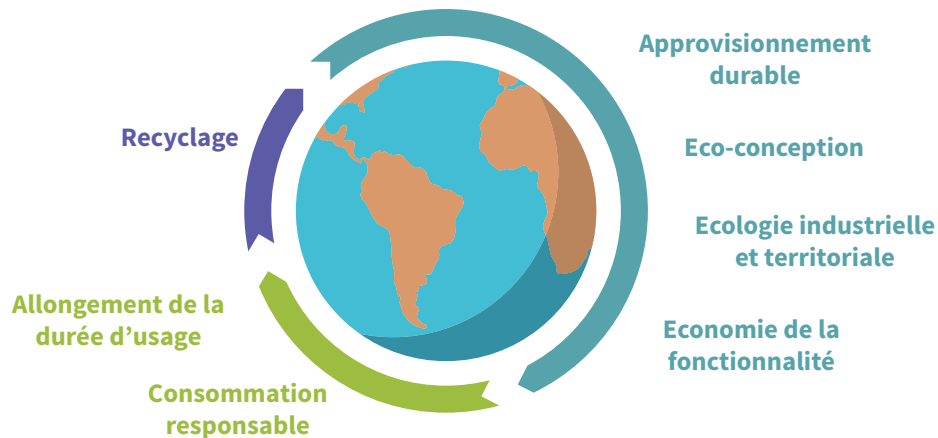 Approvisionnement
durable
Eco-conception
Ecologie industrielle
et territoriale
Economie de la
fonctionnalité
Consommation
responsable
Allongement de la
durée d’usage
Recyclage